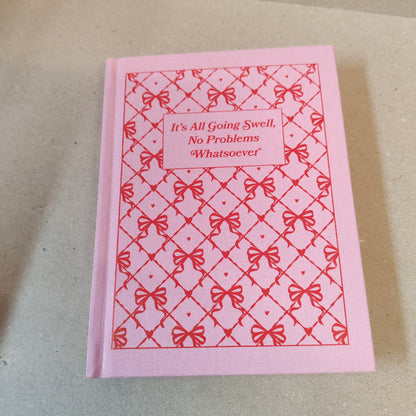 It's All Going Swell,
No Problems
Whatsoever